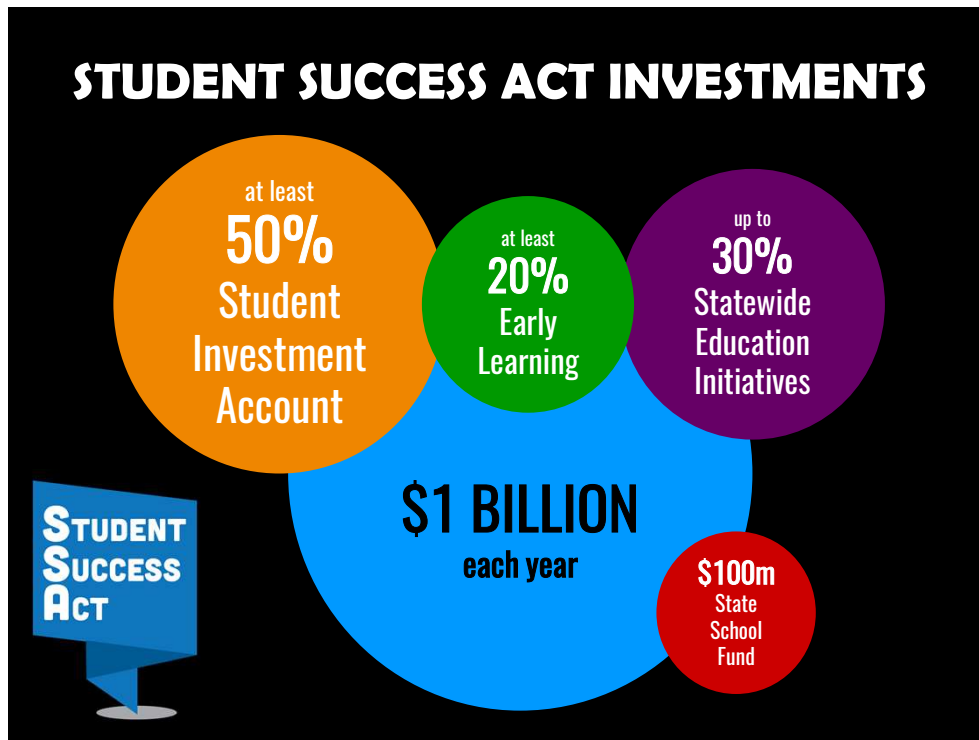 STUDENT SUCCESS ACT INVESTMENTS
at least
50%
Student
Investment
Account
at least
20%
Early
Learning
up to
30%
Statewide
Education
Initiatives
$1 BILLION
each year
$100m
State
School
Fund
STUDENT
SUCCESS
ACT